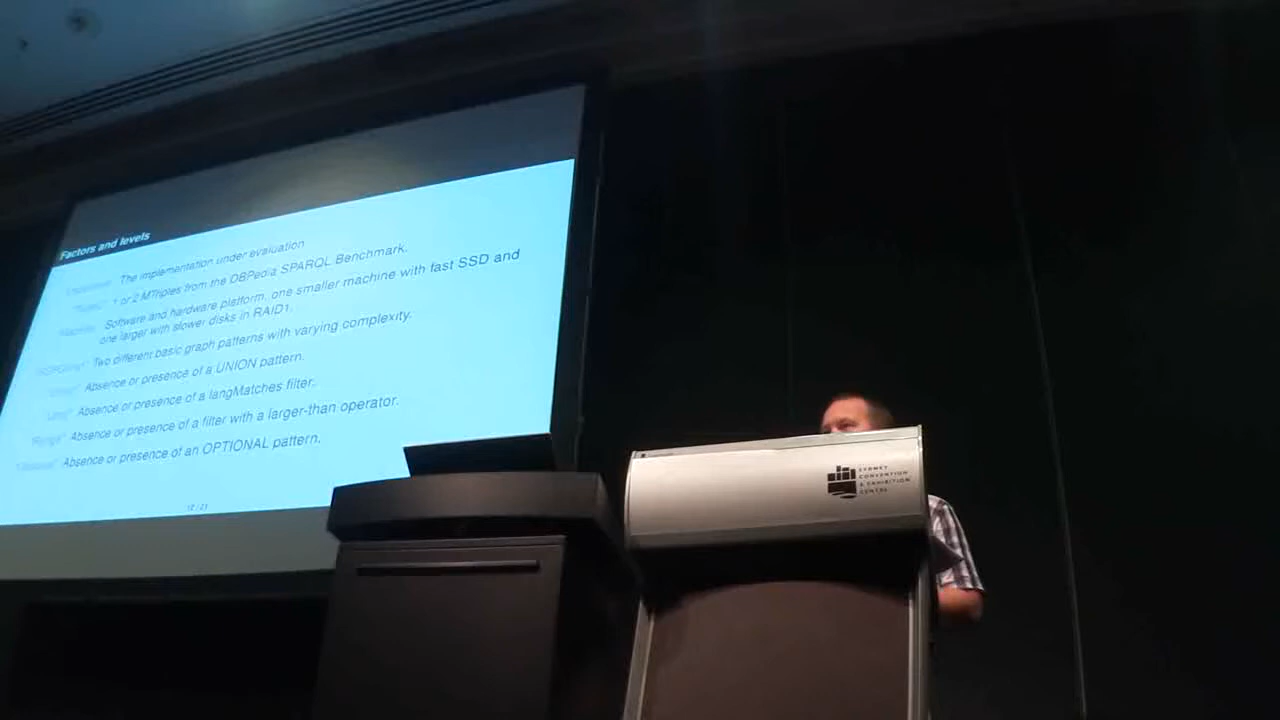 Factors and levels
The implementation under evaluation
1 or 2 MTriples from the DBPedia SPARQL Benchmark.
Software and hardware platform, one smaller machine with fast SSD and
one larger with slower disks in RAID1.
Two different basic graph patterns with varying complexity.
Absence or presence of a UNION pattern.
Absence or presence of a langMatches filter.
"Range" Absence or presence of a filter with a larger-than operator.
Absence or presence of an OPTIONAL pattern.
12 / 23
SYDNEY
CONVENTION
& EXHIBITION
CENTRE